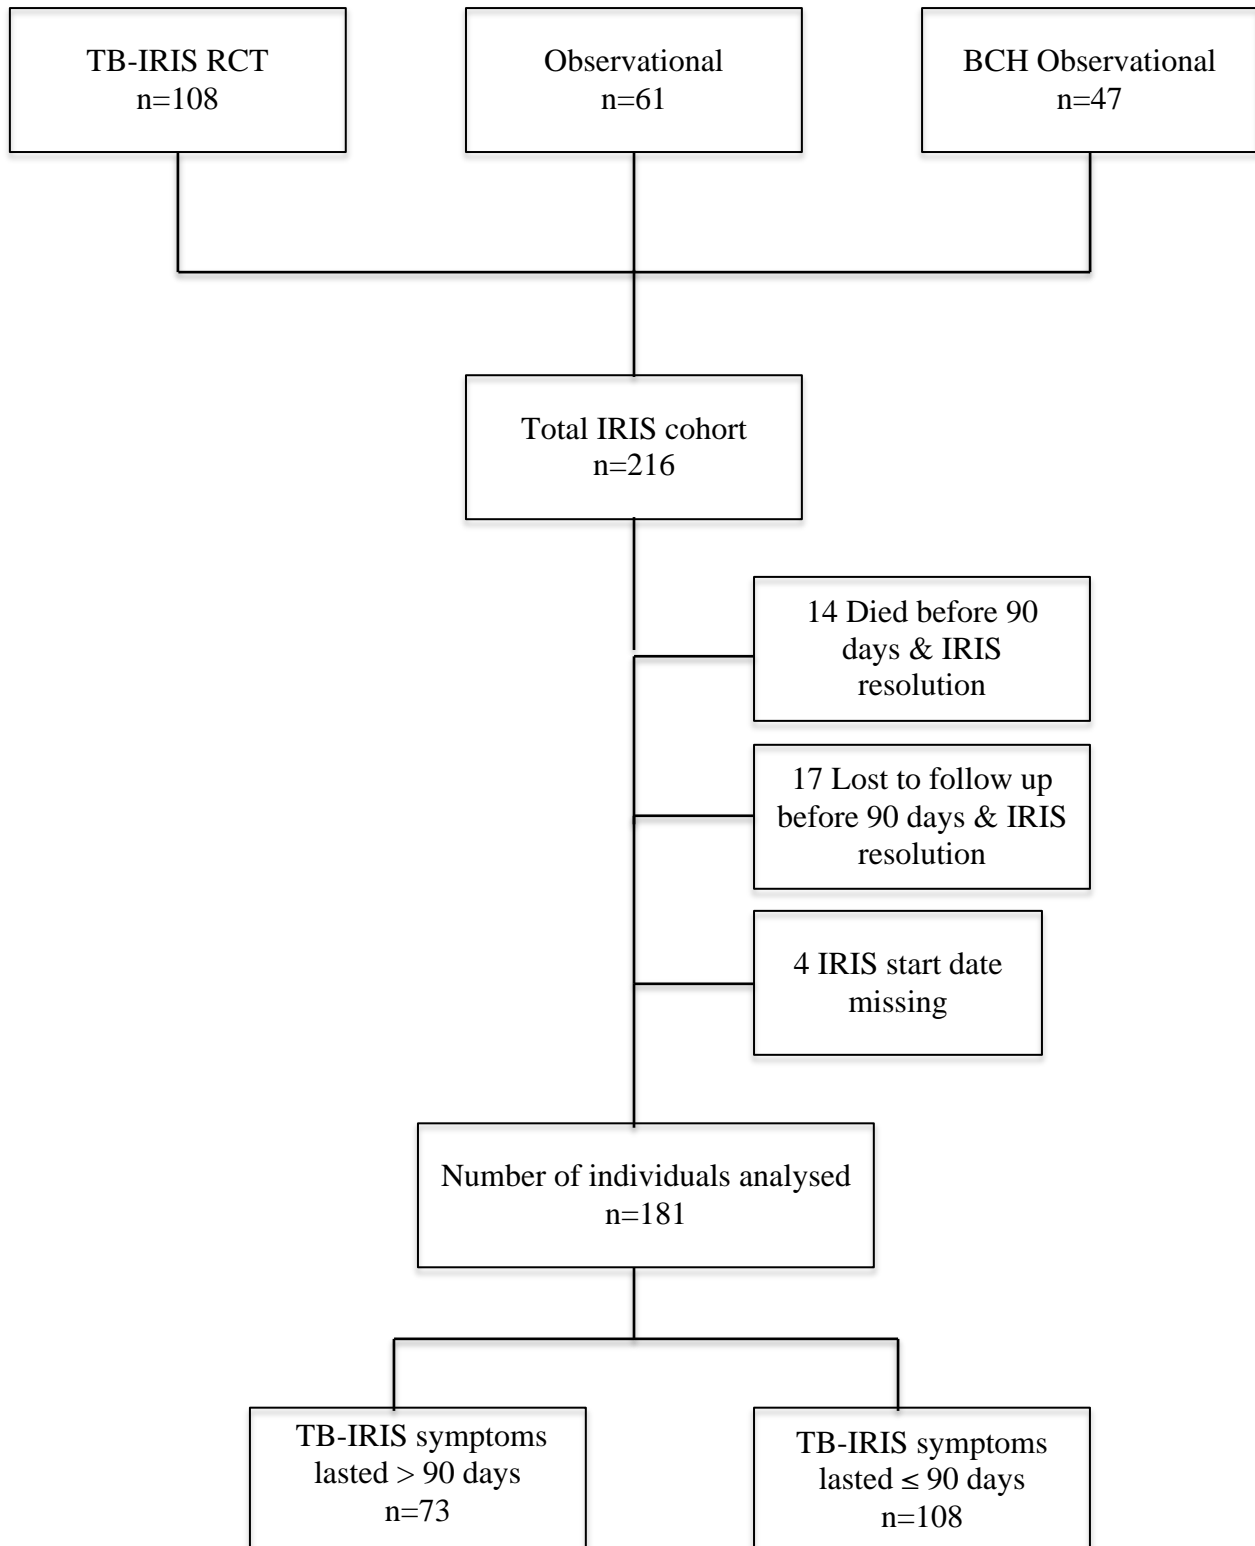 TB-IRIS RCT
n=108
Observational
n=61
BCH Observational
n=47
Total IRIS cohort
n=216
14 Died before 90
days & IRIS
resolution
17 Lost to follow up
before 90 days & IRIS
resolution
4 IRIS start date
missing
Number of individuals analysed
n=181
TB-IRIS symptoms
lasted > 90 days
n=73
TB-IRIS symptoms
lasted ≤ 90 days
n=108